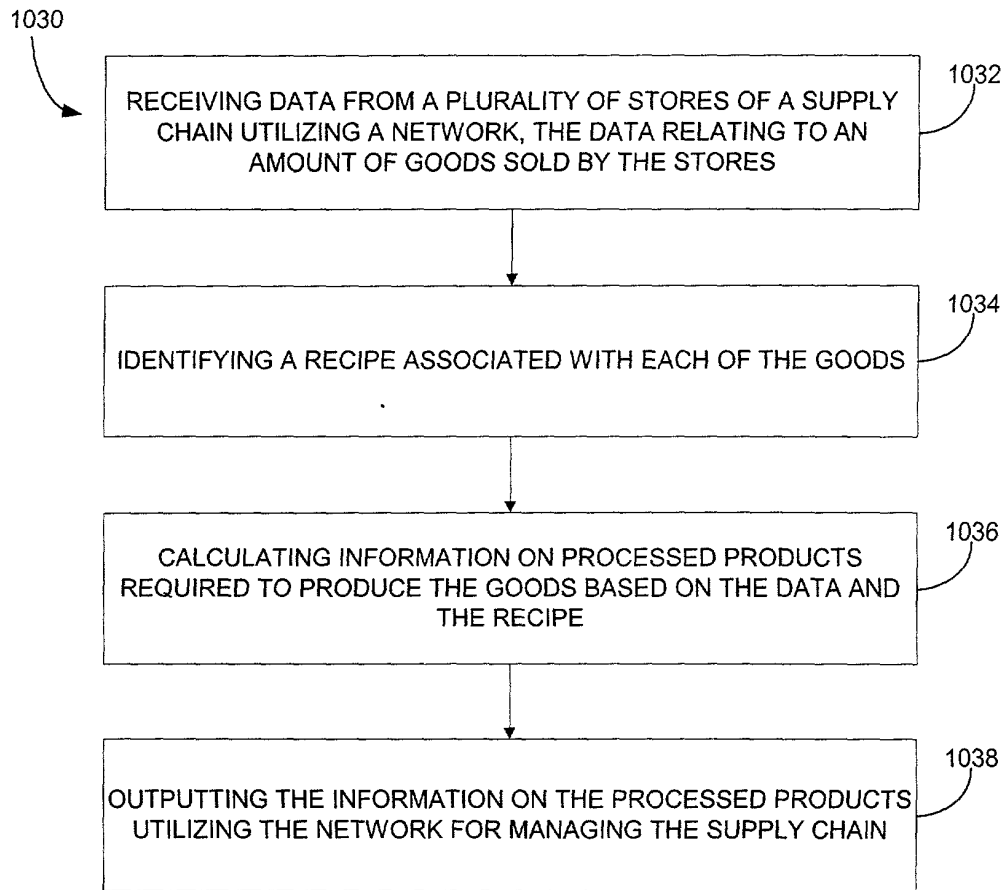 1030
1032
RECEIVING DATA FROM A PLURALITY OF STORES OF A SUPPLY
CHAIN UTILIZING A NETWORK, THE DATA RELATING TO AN
AMOUNT OF GOODS SOLD BY THE STORES
1034
IDENTIFYING A RECIPE ASSOCIATED WITH EACH OF THE GOODS
1036
CALCULATING INFORMATION ON PROCESSED PRODUCTS
REQUIRED TO PRODUCE THE GOODS BASED ON THE DATA AND
THE RECIPE
1038
OUTPUTTING THE INFORMATION ON THE PROCESSED PRODUCTS
UTILIZING THE NETWORK FOR MANAGING THE SUPPLY CHAIN